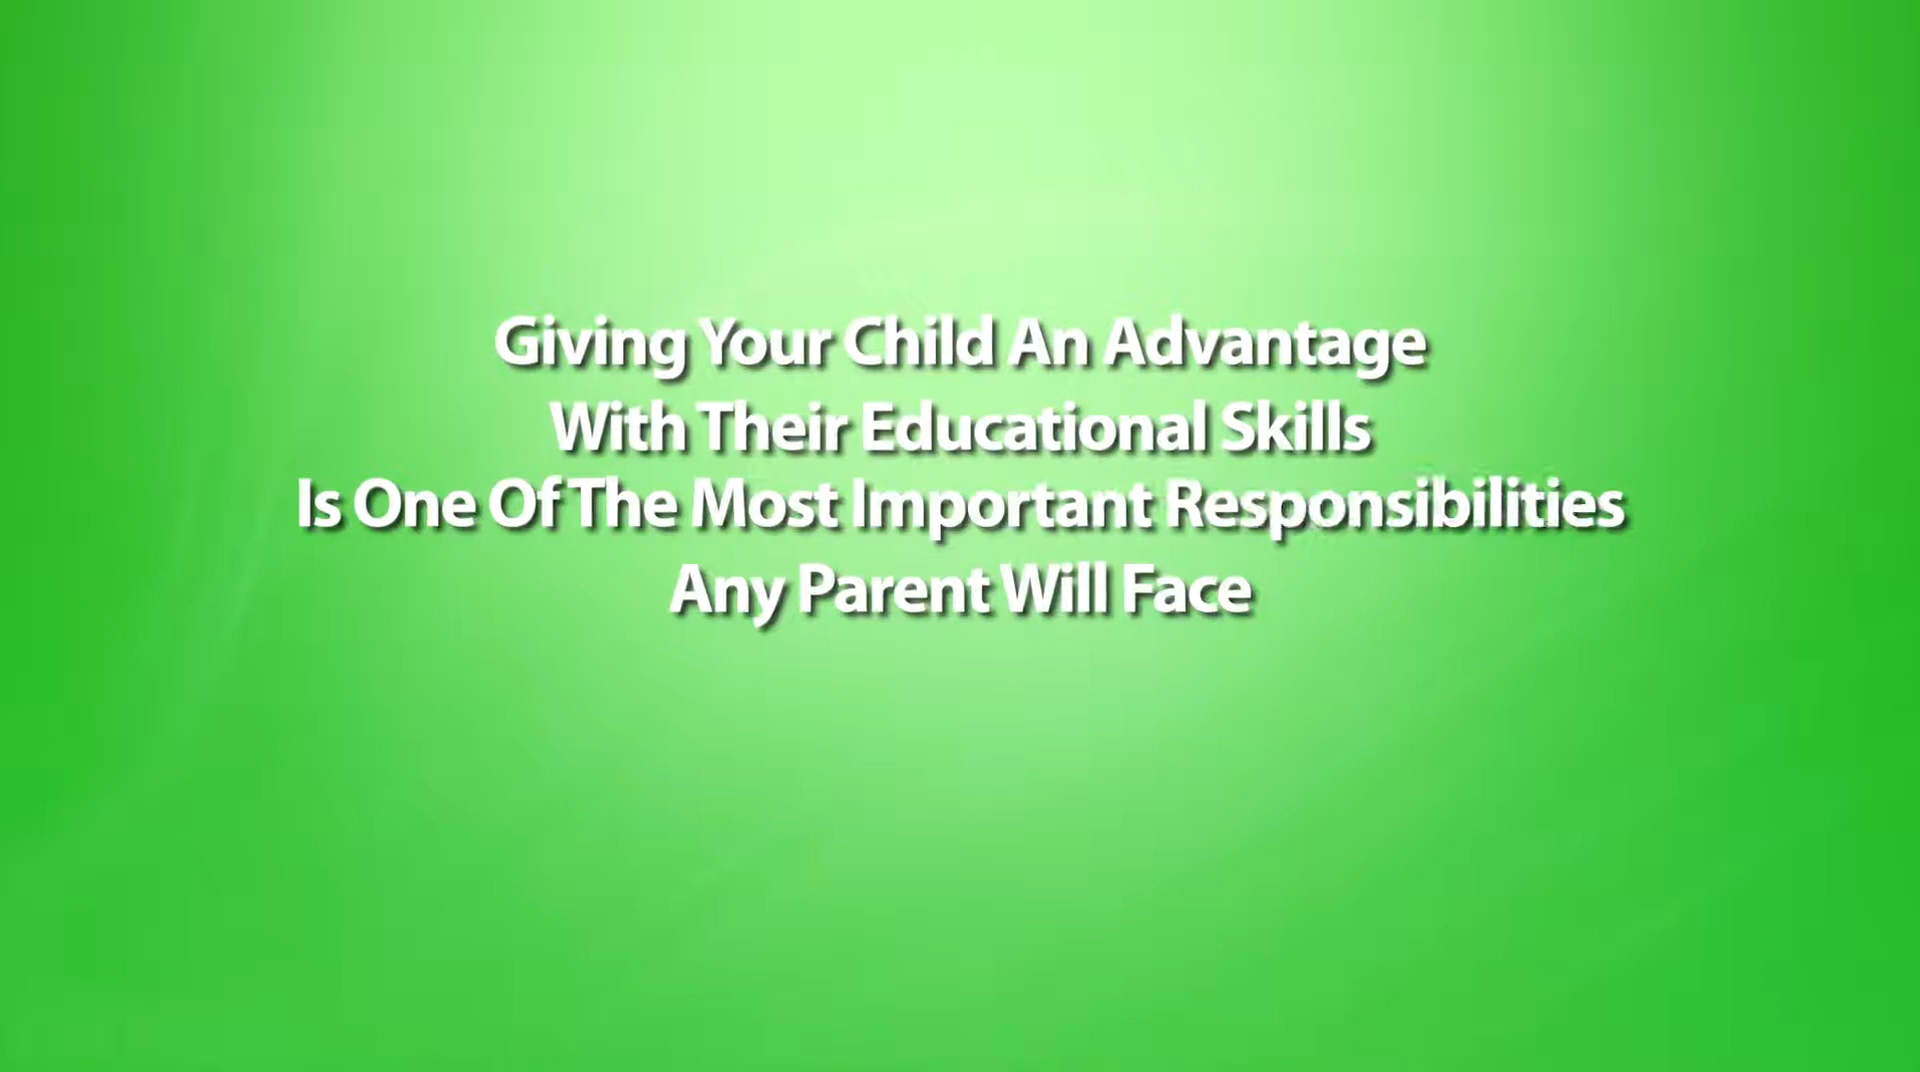 Giving Your Child An Advantage
With Their Educational Skills
Is One Of The Most Important Responsibilities
Any Parent Will Face